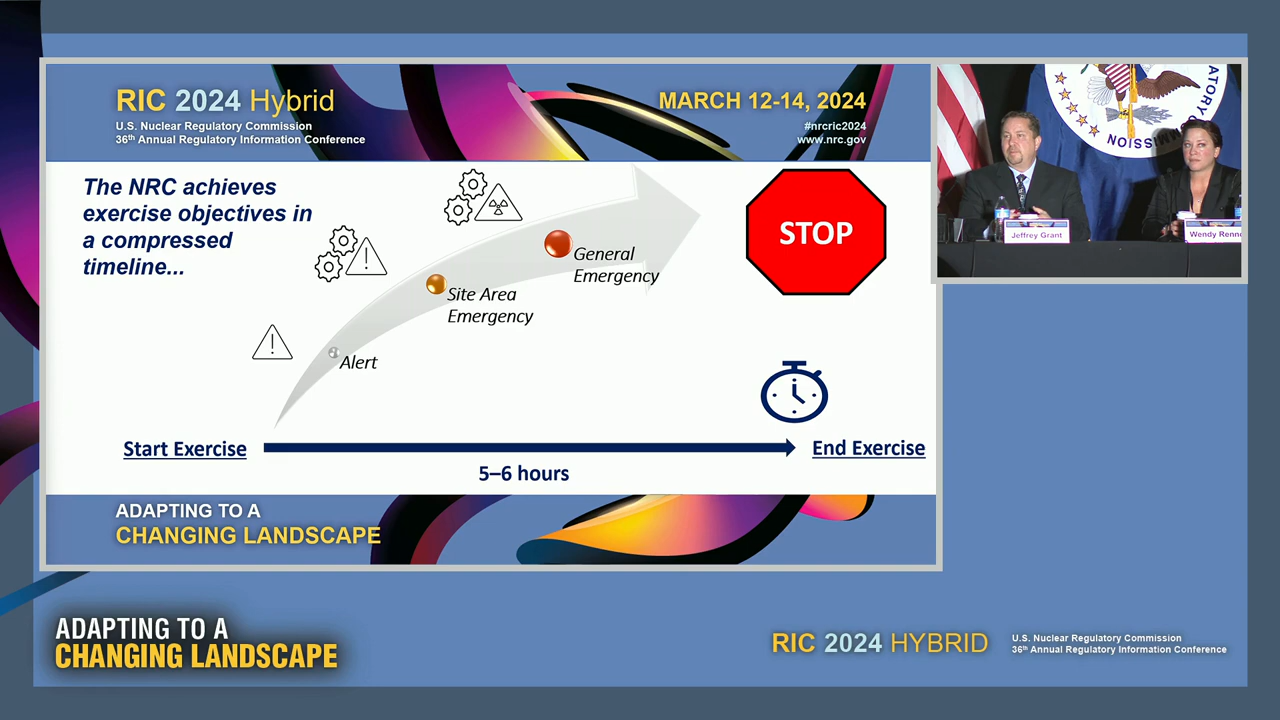 RIC 2024 Hybrid
U.S. Nuclear Regulatory Commission
36th Annual Regulatory Information Conference
MARCH 12-14, 2024
#nrcric2024
www.nrc.gov
The NRC achieves
exercise objectives in
a compressed
timeline...
STOP
General
Emergency
Site Area
Emergency
Alert
Start Exercise
End Exercise
5–6 hours
ADAPTING TO A
CHANGING LANDSCAPE
Jeffrey Grant
Wendy
ATORY
MISSION
ADAPTING TO A
CHANGING LANDSCAPE
RIC 2024 HYBRID
U.S. Nuclear Regulatory Commission
36th Annual Regulatory Information Conference